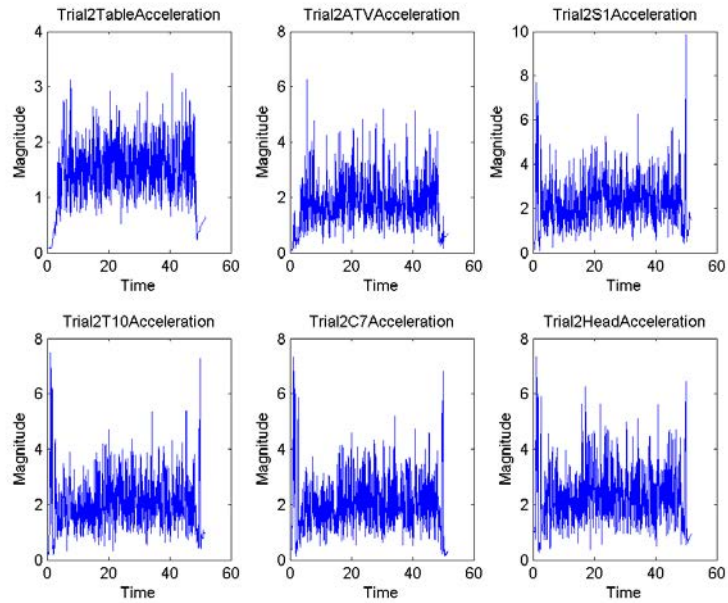 Trial2TableAcceleration
4
3
2
1
0
Magnitude
0 20 40 60
Time
Trial2ATVAcceleration
8
6
4
2
0
Magnitude
0 20 40 60
Time
Trial2S1Acceleration
10
8
6
4
2
0
Magnitude
0 20 40 60
Time
Trial2T10Acceleration
8
6
4
2
0
Magnitude
0 20 40 60
Time
Trial2C7Acceleration
8
6
4
2
0
Magnitude
0 20 40 60
Time
Trial2HeadAcceleration
8
6
4
2
0
Magnitude
0 20 40 60
Time